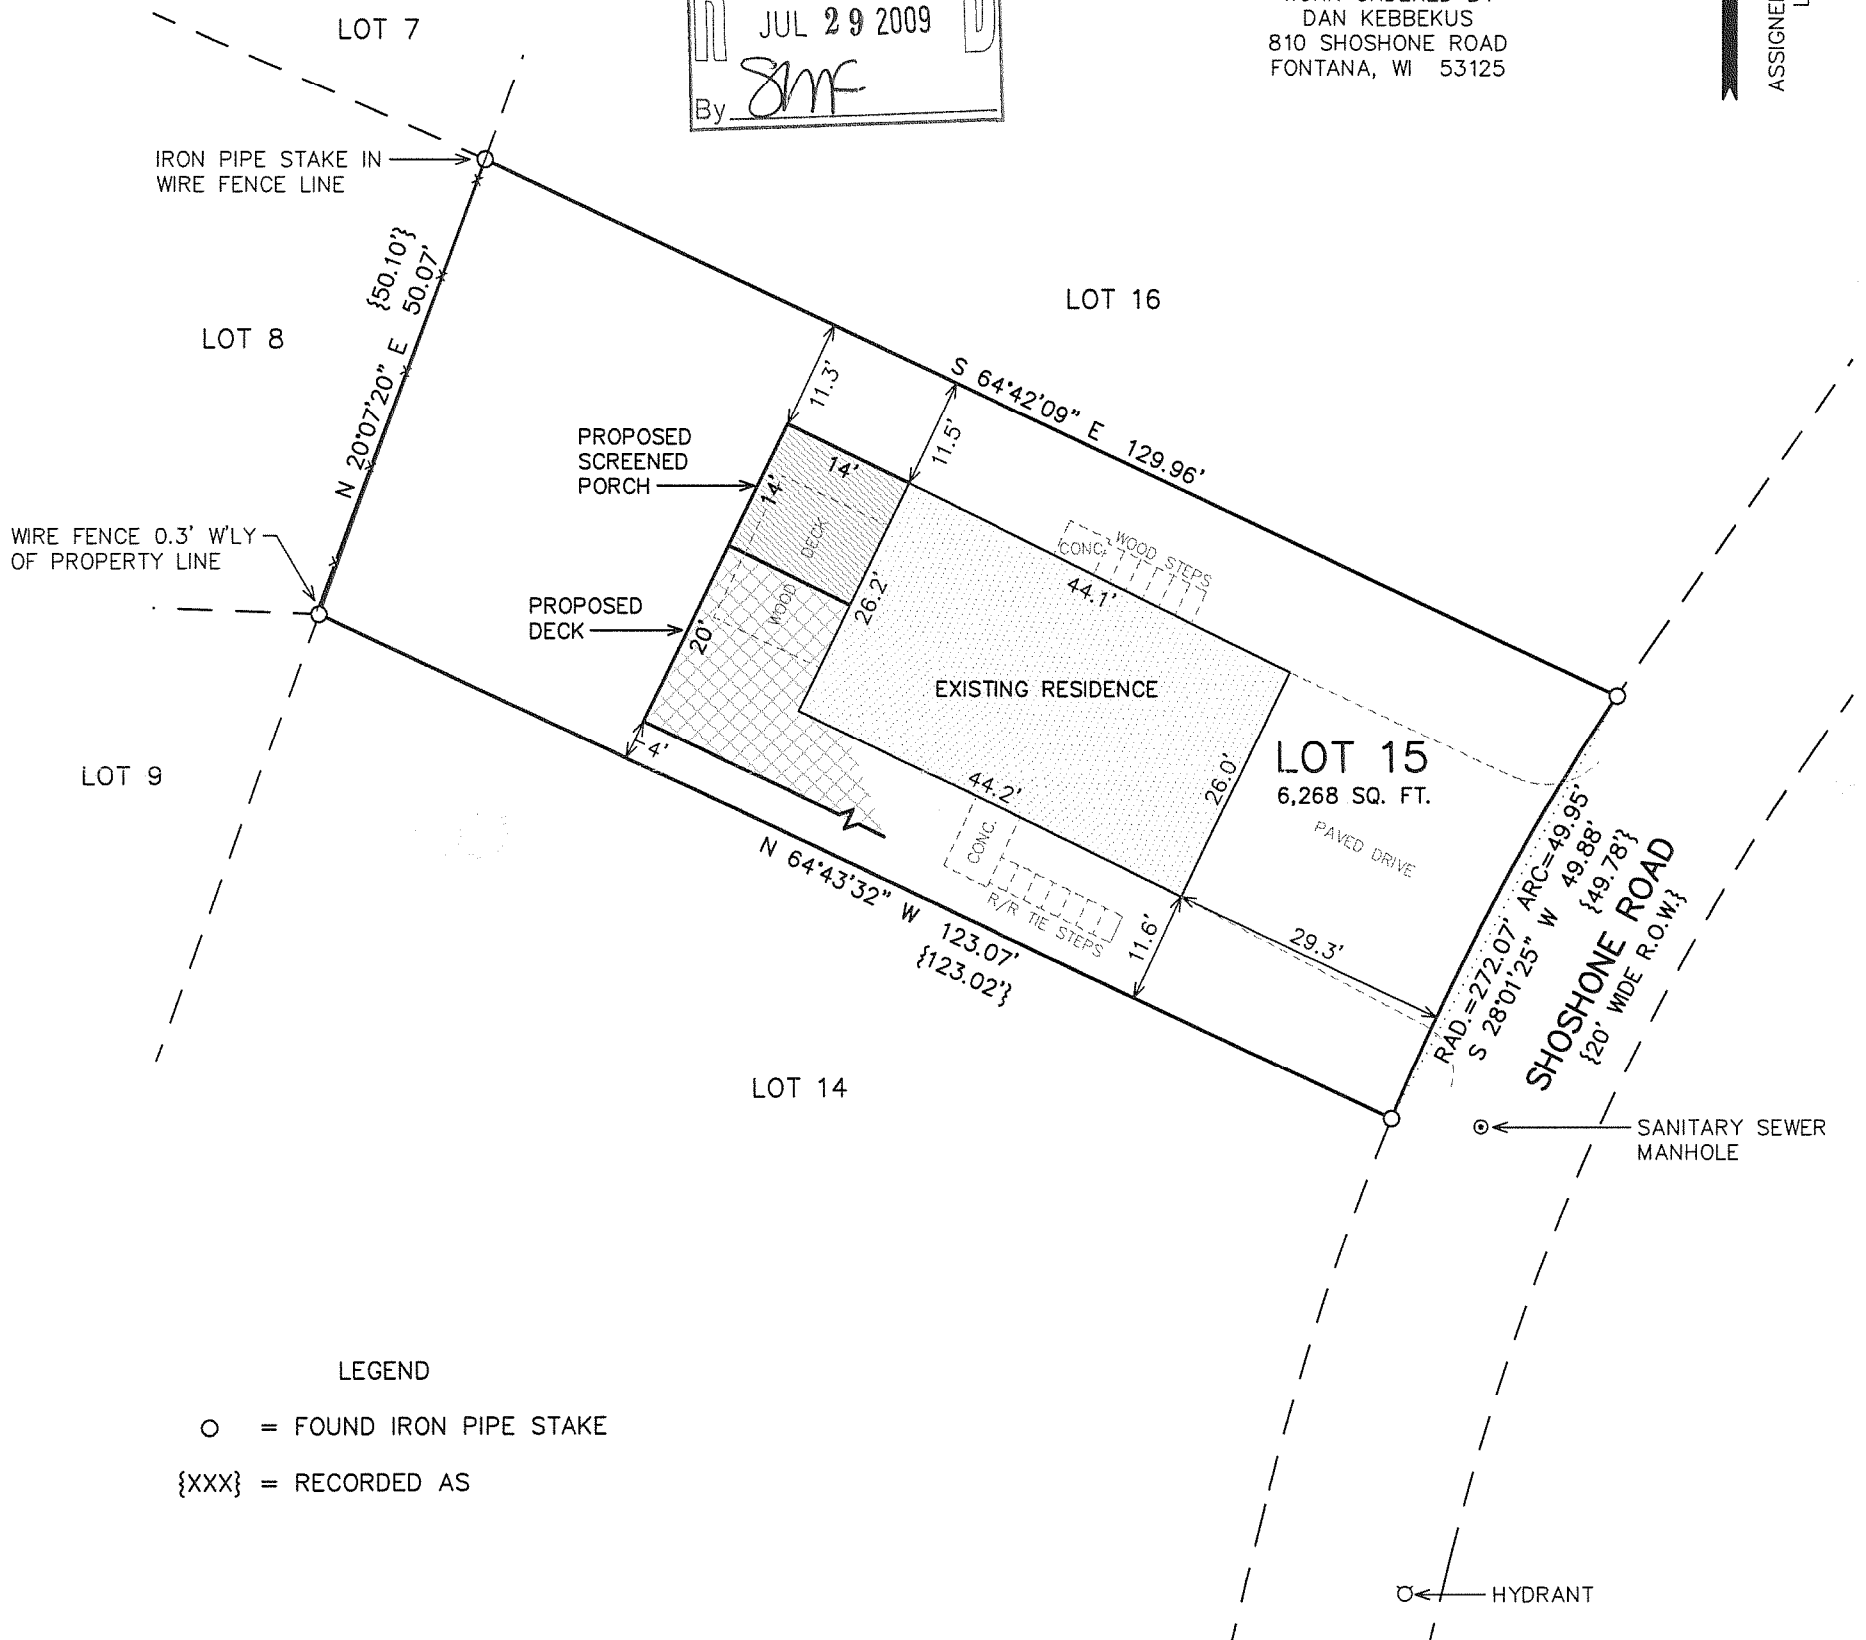 LOT 7
JUL 29 2009
By
DAN KEBBEKUS
810 SHOSHONE ROAD
FONTANA, WI 53125
ASSIGNE
IRON PIPE STAKE IN
WIRE FENCE LINE
{50.10'}
N 20°07'20" E 50.07'
LOT 8
LOT 16
11.3'
S 64°42'09" E 129.96'
11.5'
PROPOSED
SCREENED
PORCH
14'
14'
DECK
WOOD
WIRE FENCE 0.3' W'LY
OF PROPERTY LINE
PROPOSED
DECK
20'
26.2'
CONC.
WOOD STEPS
44.1'
EXISTING RESIDENCE
LOT 15
6,268 SQ. FT.
26.0'
PAVED DRIVE
LOT 9
4'
44.2'
CONC.
R/R TIE STEPS
N 64°43'32" W 123.07'
{123.02'}
11.6'
29.3'
RAD.=272.07' ARC=49.95'
S 28°01'25" W 49.88'
{49.78'}
SHOSHONE ROAD
{20' WIDE R.O.W.}
LOT 14
SANITARY SEWER
MANHOLE
LEGEND
O = FOUND IRON PIPE STAKE
{XXX} = RECORDED AS
HYDRANT